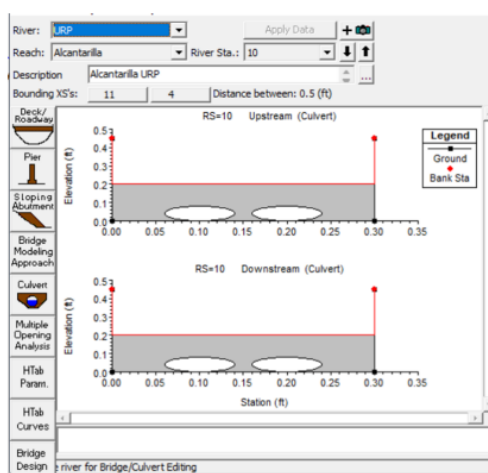 River: URP Apply Data +
Reach: Alcantarilla River Sta.: 10
Description Alcantarilla URP ...
Bounding XS's: 11 4 Distance between: 0.5 (ft)
Deck/
Roadway
Pier
Sloping
Abutment
Bridge
Modeling
Approach
Culvert
Multiple
Opening
Analysis
HTab
Param.
HTab
Curves
Bridge
Design
RS=10 Upstream (Culvert)
Elevation (ft)
0.5
0.4
0.3
0.2
0.1
0.0
0.00 0.05 0.10 0.15 0.20 0.25 0.30 0.35
Legend
Ground
Bank Sta
RS=10 Downstream (Culvert)
Elevation (ft)
0.5
0.4
0.3
0.2
0.1
0.0
0.00 0.05 0.10 0.15 0.20 0.25 0.30 0.35
Station (ft)
river for Bridge/Culvert Editing